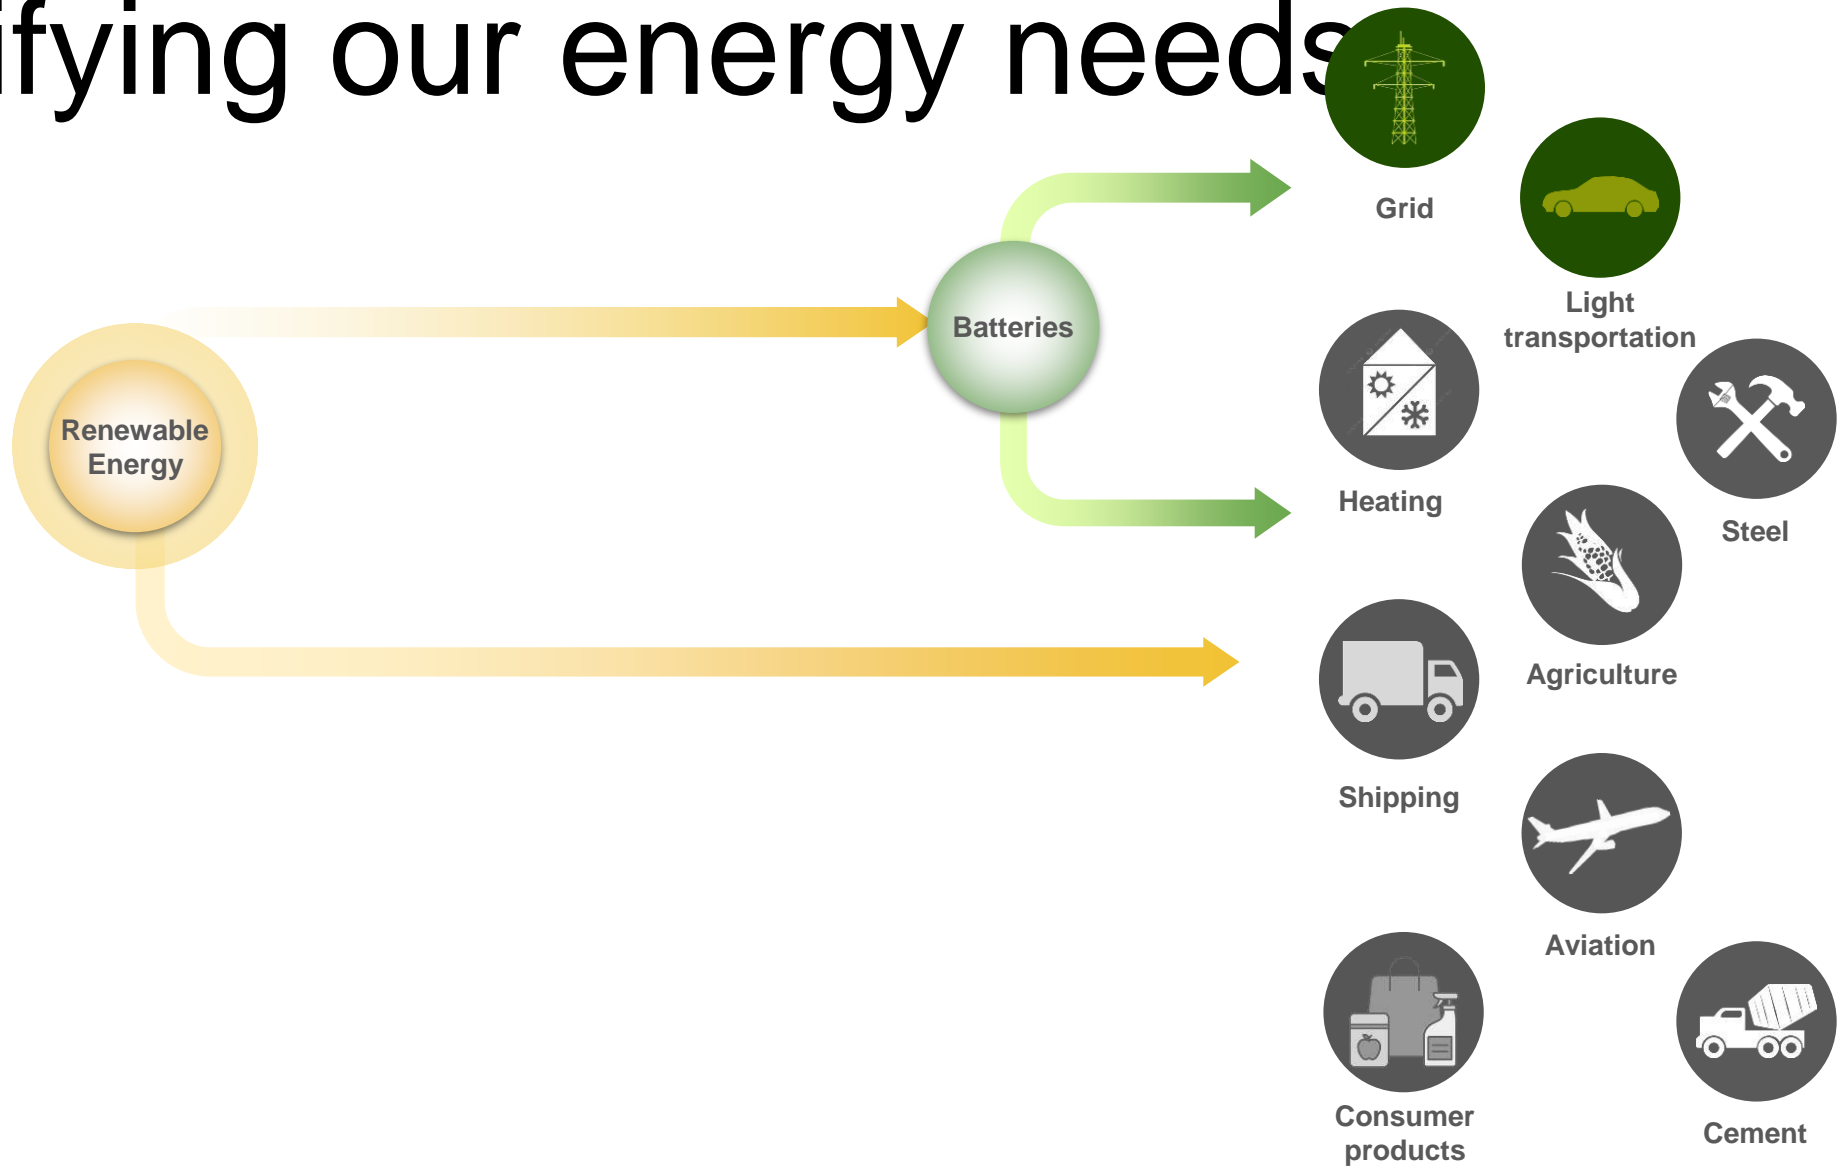 ifying our energy needs
Grid
Light
transportation
Batteries
Renewable
Energy
Heating
Steel
Agriculture
Shipping
Aviation
Consumer
products
Cement